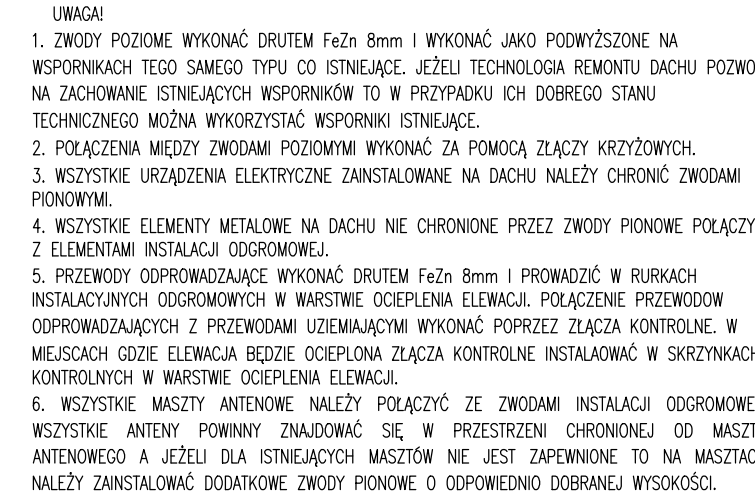 UWAGA!
1. ZWODY POZIOME WYKONAĆ DRUTEM FeZn 8mm I WYKONAĆ JAKO PODWYŻSZONE NA
WSPORNIKACH TEGO SAMEGO TYPU CO ISTNIEJĄCE. JEŻELI TECHNOLOGIA REMONTU DACHU POZWO
NA ZACHOWANIE ISTNIEJĄCYCH WSPORNIKÓW TO W PRZYPADKU ICH DOBREGO STANU
TECHNICZNEGO MOŻNA WYKORZYSTAĆ WSPORNIKI ISTNIEJĄCE.
2. POŁĄCZENIA MIĘDZY ZWODAMI POZIOMYMI WYKONAĆ ZA POMOCĄ ZŁĄCZY KRZYŻOWYCH.
3. WSZYSTKIE URZĄDZENIA ELEKTRYCZNE ZAINSTALOWANE NA DACHU NALEŻY CHRONIĆ ZWODAMI
PIONOWYMI.
4. WSZYSTKIE ELEMENTY METALOWE NA DACHU NIE CHRONIONE PRZEZ ZWODY PIONOWE POŁĄCZY
Z ELEMENTAMI INSTALACJI ODGROMOWEJ.
5. PRZEWODY ODPROWADZAJĄCE WYKONAĆ DRUTEM FeZn 8mm I PROWADZIĆ W RURKACH
INSTALACYJNYCH ODGROMOWYCH W WARSTWIE OCIEPLENIA ELEWACJI. POŁĄCZENIE PRZEWODOW
ODPROWADZAJĄCYCH Z PRZEWODAMI UZIEMIAJĄCYMI WYKONAĆ POPRZEZ ZŁĄCZA KONTROLNE. W
MIEJSCACH GDZIE ELEWACJA BĘDZIE OCIEPLONA ZŁĄCZA KONTROLNE INSTALAOWAĆ W SKRZYNKACH
KONTROLNYCH W WARSTWIE OCIEPLENIA ELEWACJI.
6. WSZYSTKIE MASZTY ANTENOWE NALEŻY POŁĄCZYĆ ZE ZWODAMI INSTALACJI ODGROMOWE
WSZYSTKIE ANTENY POWINNY ZNAJDOWAĆ SIĘ W PRZESTRZENI CHRONIONEJ OD MASZT
ANTENOWEGO A JEŻELI DLA ISTNIEJĄCYCH MASZTÓW NIE JEST ZAPEWNIONE TO NA MASZTAC
NALEŻY ZAINSTALOWAĆ DODATKOWE ZWODY PIONOWE O ODPOWIEDNIO DOBRANEJ WYSOKOŚCI.